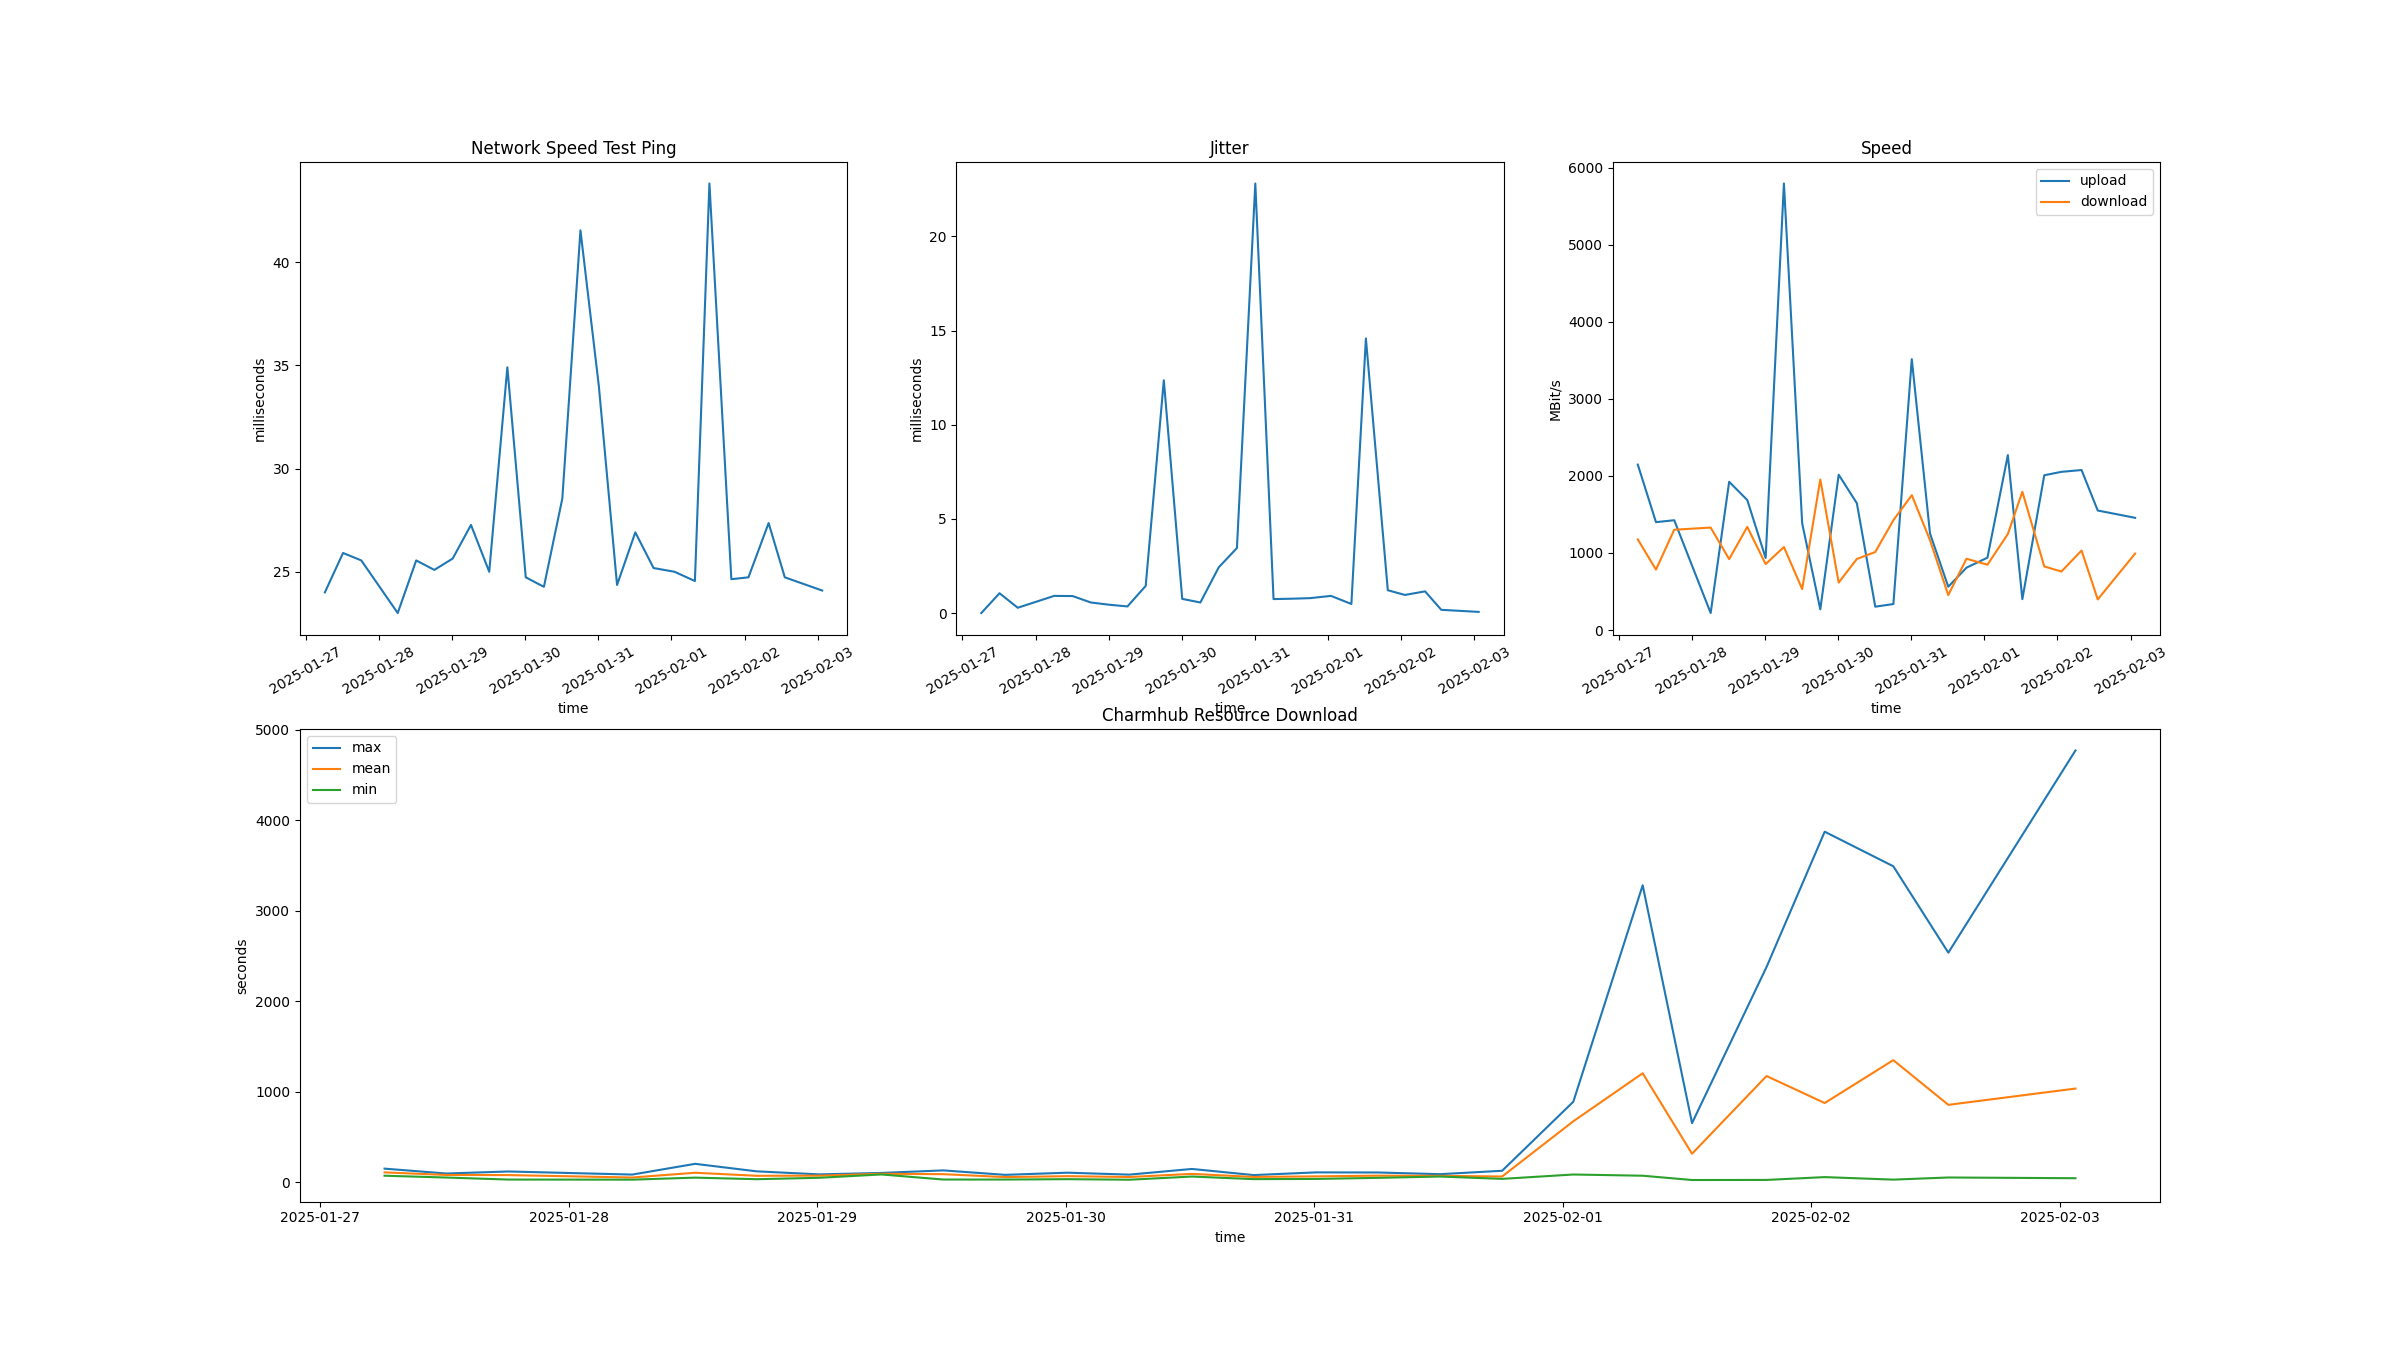 Network Speed Test Ping
milliseconds
40
35
30
25
2025-01-27 2025-01-28 2025-01-29 2025-01-30 2025-01-31 2025-02-01 2025-02-02 2025-02-03
time
Jitter
milliseconds
20
15
10
5
0
2025-01-27 2025-01-28 2025-01-29 2025-01-30 2025-01-31 2025-02-01 2025-02-02 2025-02-03
time
Speed
MBit/s
6000
5000
4000
3000
2000
1000
0
upload
download
2025-01-27 2025-01-28 2025-01-29 2025-01-30 2025-01-31 2025-02-01 2025-02-02 2025-02-03
time
Charmhub Resource Download
seconds
5000
4000
3000
2000
1000
0
max
mean
min
2025-01-27 2025-01-28 2025-01-29 2025-01-30 2025-01-31 2025-02-01 2025-02-02 2025-02-03
time